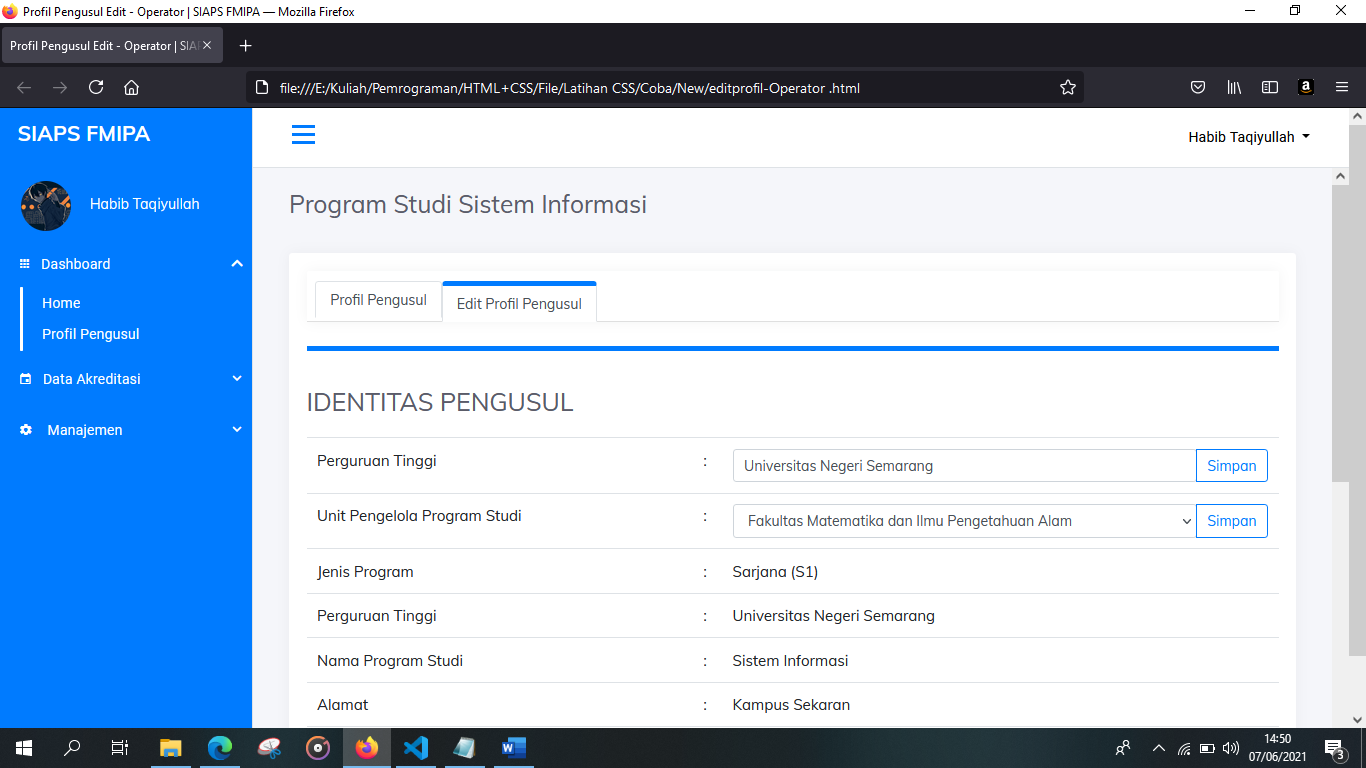 Profil Pengusul Edit - Operator | SIAPS FMIPA — Mozilla Firefox
Profil Pengusul Edit - Operator | SIA
file:///E:/Kuliah/Pemrograman/HTML+CSS/File/Latihan CSS/Coba/New/editprofil-Operator .html
SIAPS FMIPA
Habib Taqiyullah
Habib Taqiyullah
Dashboard
Home
Profil Pengusul
Data Akreditasi
Manajemen
Program Studi Sistem Informasi
Profil Pengusul Edit Profil Pengusul
IDENTITAS PENGUSUL
Perguruan Tinggi : Universitas Negeri Semarang Simpan
Unit Pengelola Program Studi : Fakultas Matematika dan Ilmu Pengetahuan Alam Simpan
Jenis Program : Sarjana (S1)
Perguruan Tinggi : Universitas Negeri Semarang
Nama Program Studi : Sistem Informasi
Alamat : Kampus Sekaran
14:50
07/06/2021
3